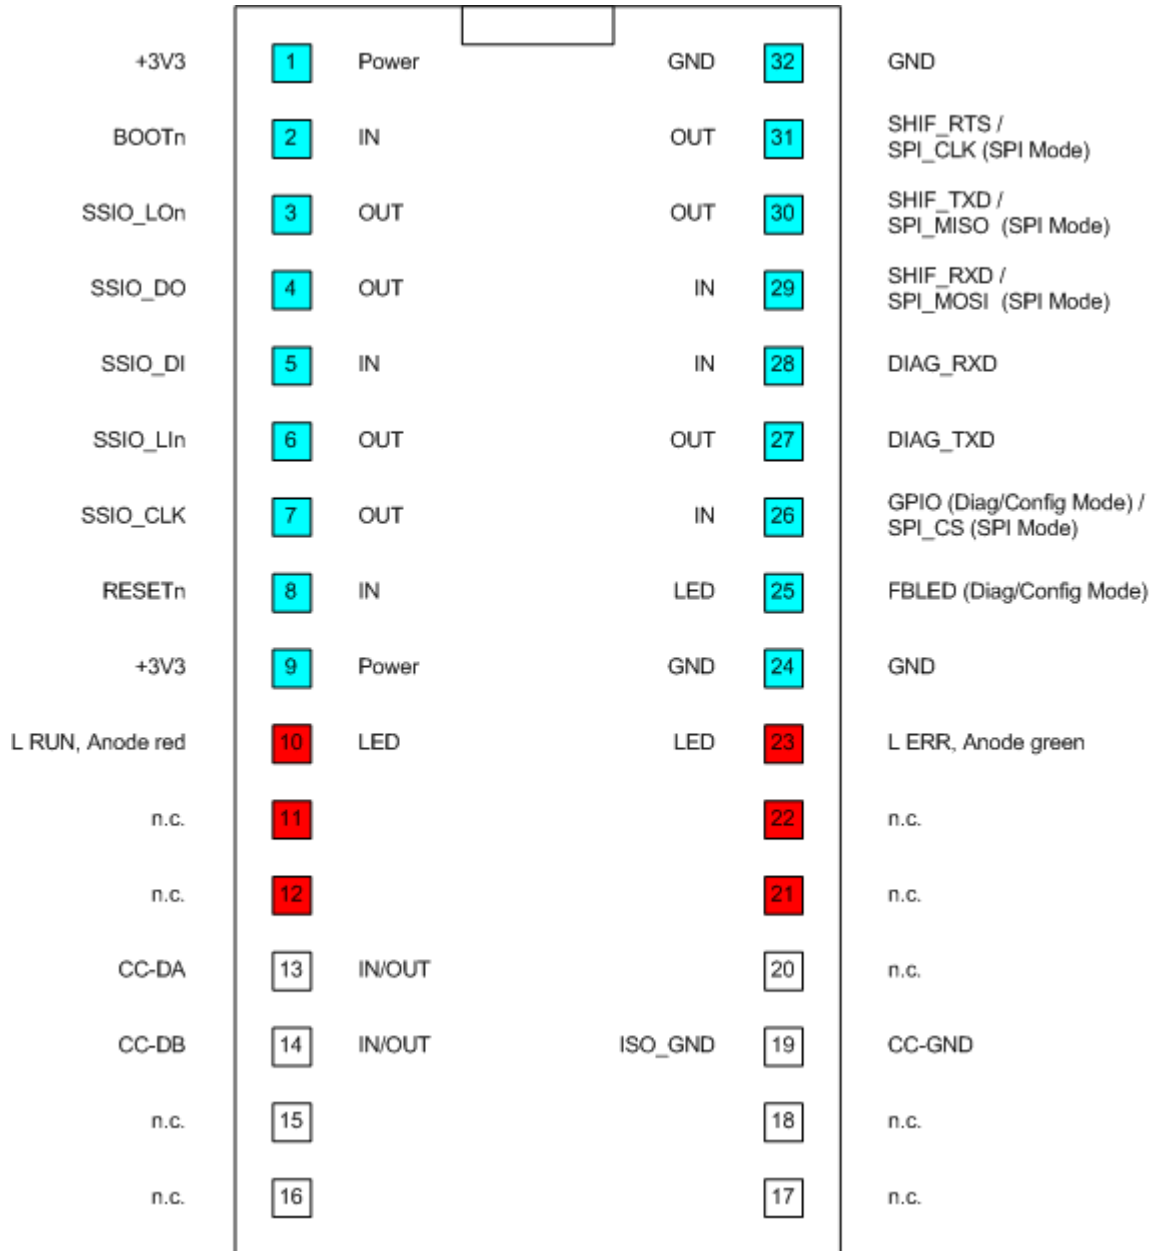 +3V3 1 Power GND 32 GND
BOOTn 2 IN OUT 31 SHIF_RTS /
SPI_CLK (SPI Mode)
SSIO_LOn 3 OUT OUT 30 SHIF_TXD /
SPI_MISO (SPI Mode)
SSIO_DO 4 OUT IN 29 SHIF_RXD /
SPI_MOSI (SPI Mode)
SSIO_DI 5 IN IN 28 DIAG_RXD
SSIO_LIn 6 OUT OUT 27 DIAG_TXD
SSIO_CLK 7 OUT IN 26 GPIO (Diag/Config Mode) /
SPI_CS (SPI Mode)
RESETn 8 IN LED 25 FBLED (Diag/Config Mode)
+3V3 9 Power GND 24 GND
L RUN, Anode red 10 LED LED 23 L ERR, Anode green
n.c. 11 22 n.c.
n.c. 12 21 n.c.
CC-DA 13 IN/OUT 20 n.c.
CC-DB 14 IN/OUT ISO_GND 19 CC-GND
n.c. 15 18 n.c.
n.c. 16 17 n.c.